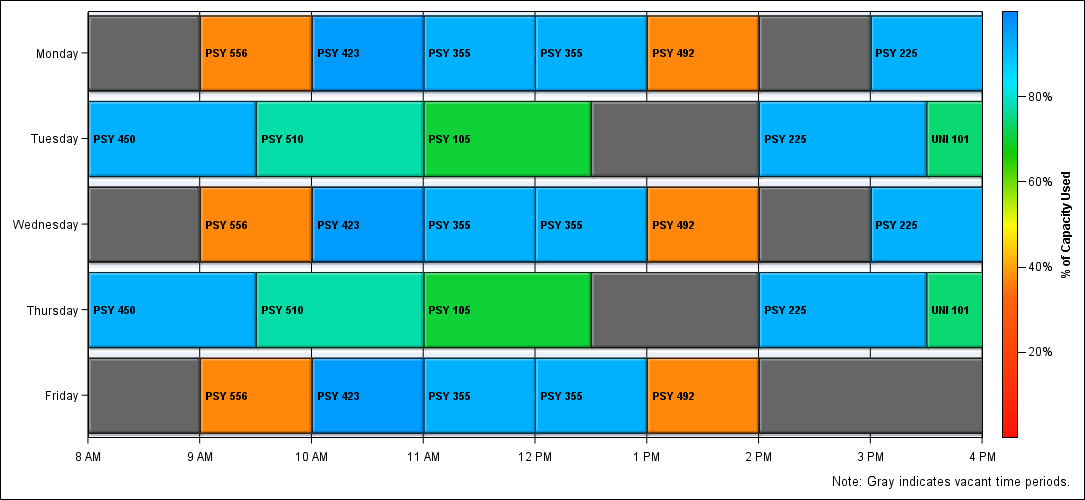 Monday
PSY 556 PSY 423 PSY 355 PSY 355 PSY 492 PSY 225
Tuesday
PSY 450 PSY 510 PSY 105 PSY 225 UNI 101
Wednesday
PSY 556 PSY 423 PSY 355 PSY 355 PSY 492 PSY 225
Thursday
PSY 450 PSY 510 PSY 105 PSY 225 UNI 101
Friday
PSY 556 PSY 423 PSY 355 PSY 355 PSY 492
8 AM 9 AM 10 AM 11 AM 12 PM 1 PM 2 PM 3 PM 4 PM
80%
60%
40%
20%
% of Capacity Used
Note: Gray indicates vacant time periods.